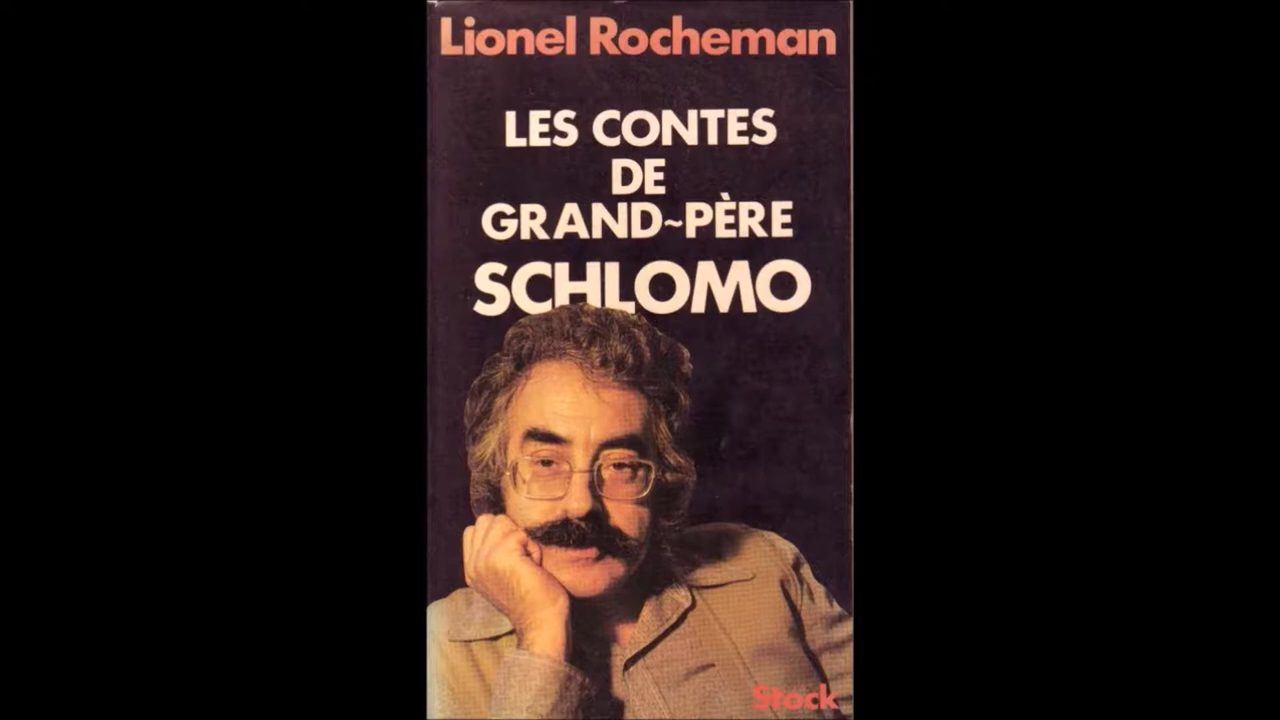 Lionel Rocheman
LES CONTES
DE
GRAND~PÈRE
SCHLOMO
Stock